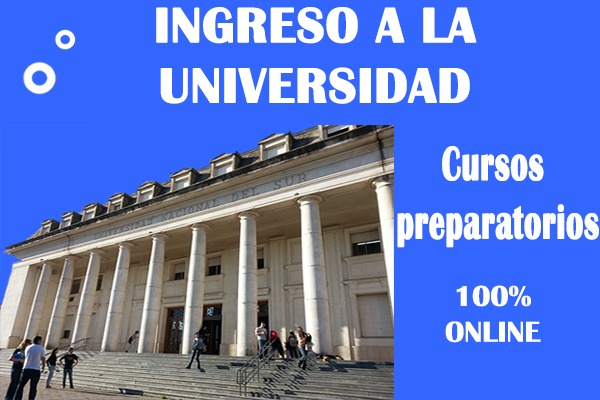 INGRESO A LA
UNIVERSIDAD
Cursos
preparatorios
100%
ONLINE
UNIVERSIDAD NACIONAL DEL SUR